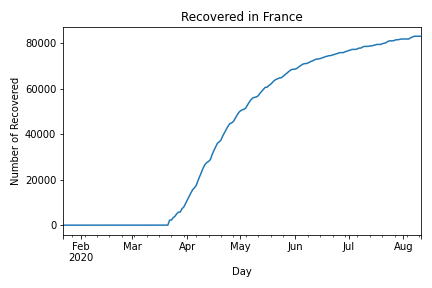 Recovered in France
Number of Recovered
80000
60000
40000
20000
0
Feb Mar Apr May Jun Jul Aug
2020
Day